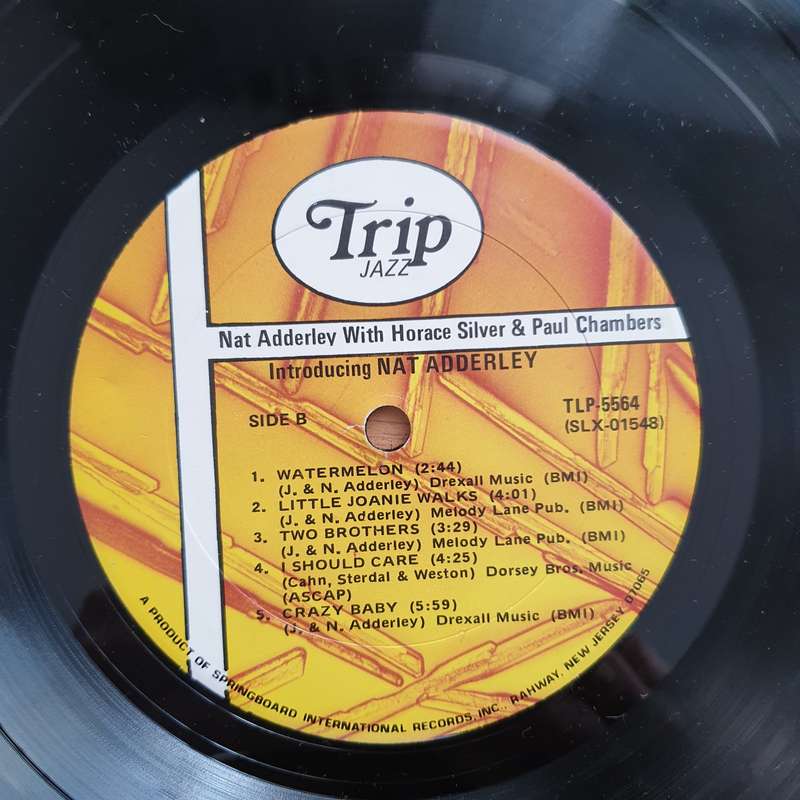 Trip
JAZZ
Nat Adderley With Horace Silver & Paul Chambers
Introducing NAT ADDERLEY
SIDE B
TLP-5564
(SLX-01548)
1. WATERMELON (2:44)
(J. & N. Adderley) Drexall Music (BMI)
2. LITTLE JOANIE WALKS (4:01)
(J. & N. Adderley) Melody Lane Pub. (BMI)
3. TWO BROTHERS (3:29)
(J. & N. Adderley) Melody Lane Pub. (BMI)
4. I SHOULD CARE (4:25)
(Cahn, Sterdal & Weston) Dorsey Bros. Music
(ASCAP)
5. CRAZY BABY (5:59)
(J. & N. Adderley) Drexall Music (BMI)
A PRODUCT OF SPRINGBOARD INTERNATIONAL RECORDS, INC., RAHWAY, NEW JERSEY 07065